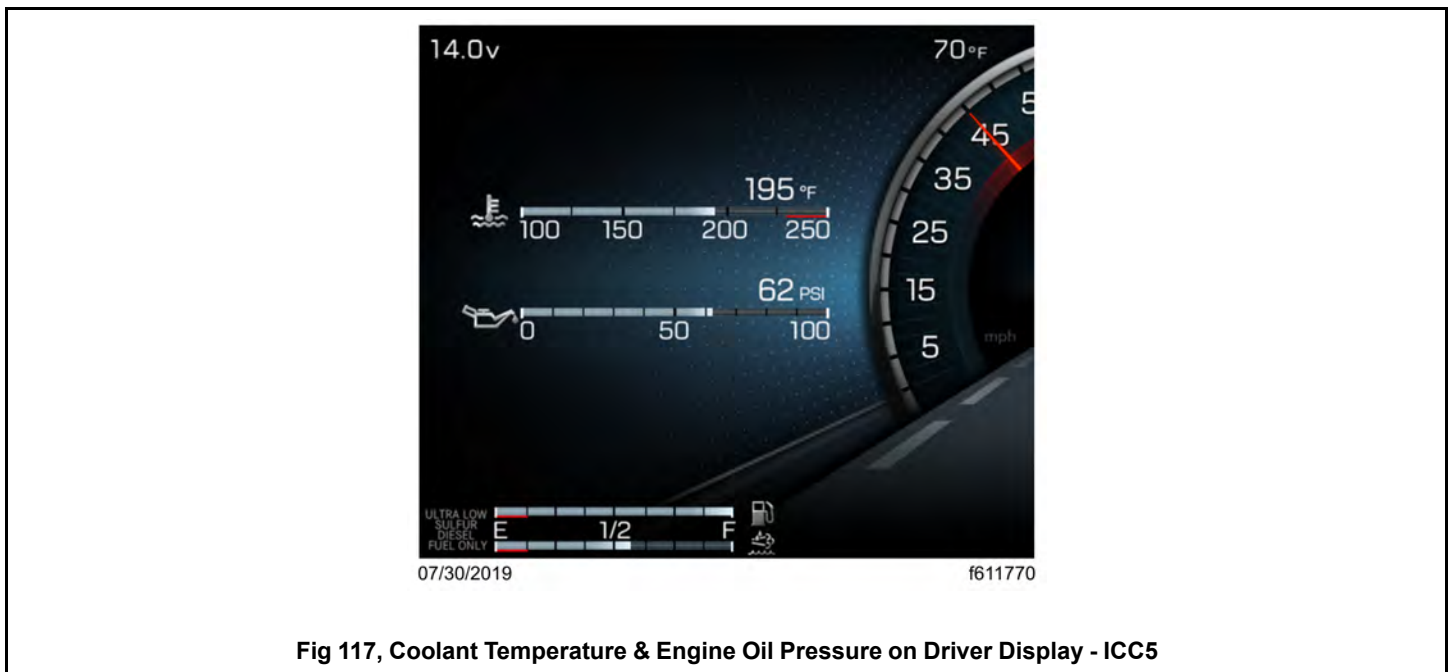 14.0v
70°F
195 °F
100 150 200 250
62 PSI
0 50 100
5
45
35
25
15
5
mph
ULTRA LOW
SULFUR
DIESEL
FUEL ONLY
E 1/2 F
07/30/2019 f611770
Fig 117, Coolant Temperature & Engine Oil Pressure on Driver Display - ICC5